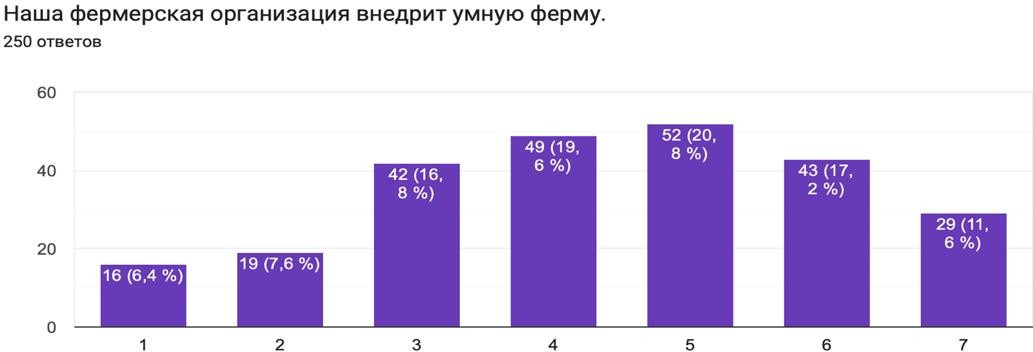 Наша фермерская организация внедрит умную ферму.
250 ответов
60
40
20
0
16 (6,4 %)
19 (7,6 %)
42 (16,
8 %)
49 (19,
6 %)
52 (20,
8 %)
43 (17,
2 %)
29 (11,
6 %)
1 2 3 4 5 6 7